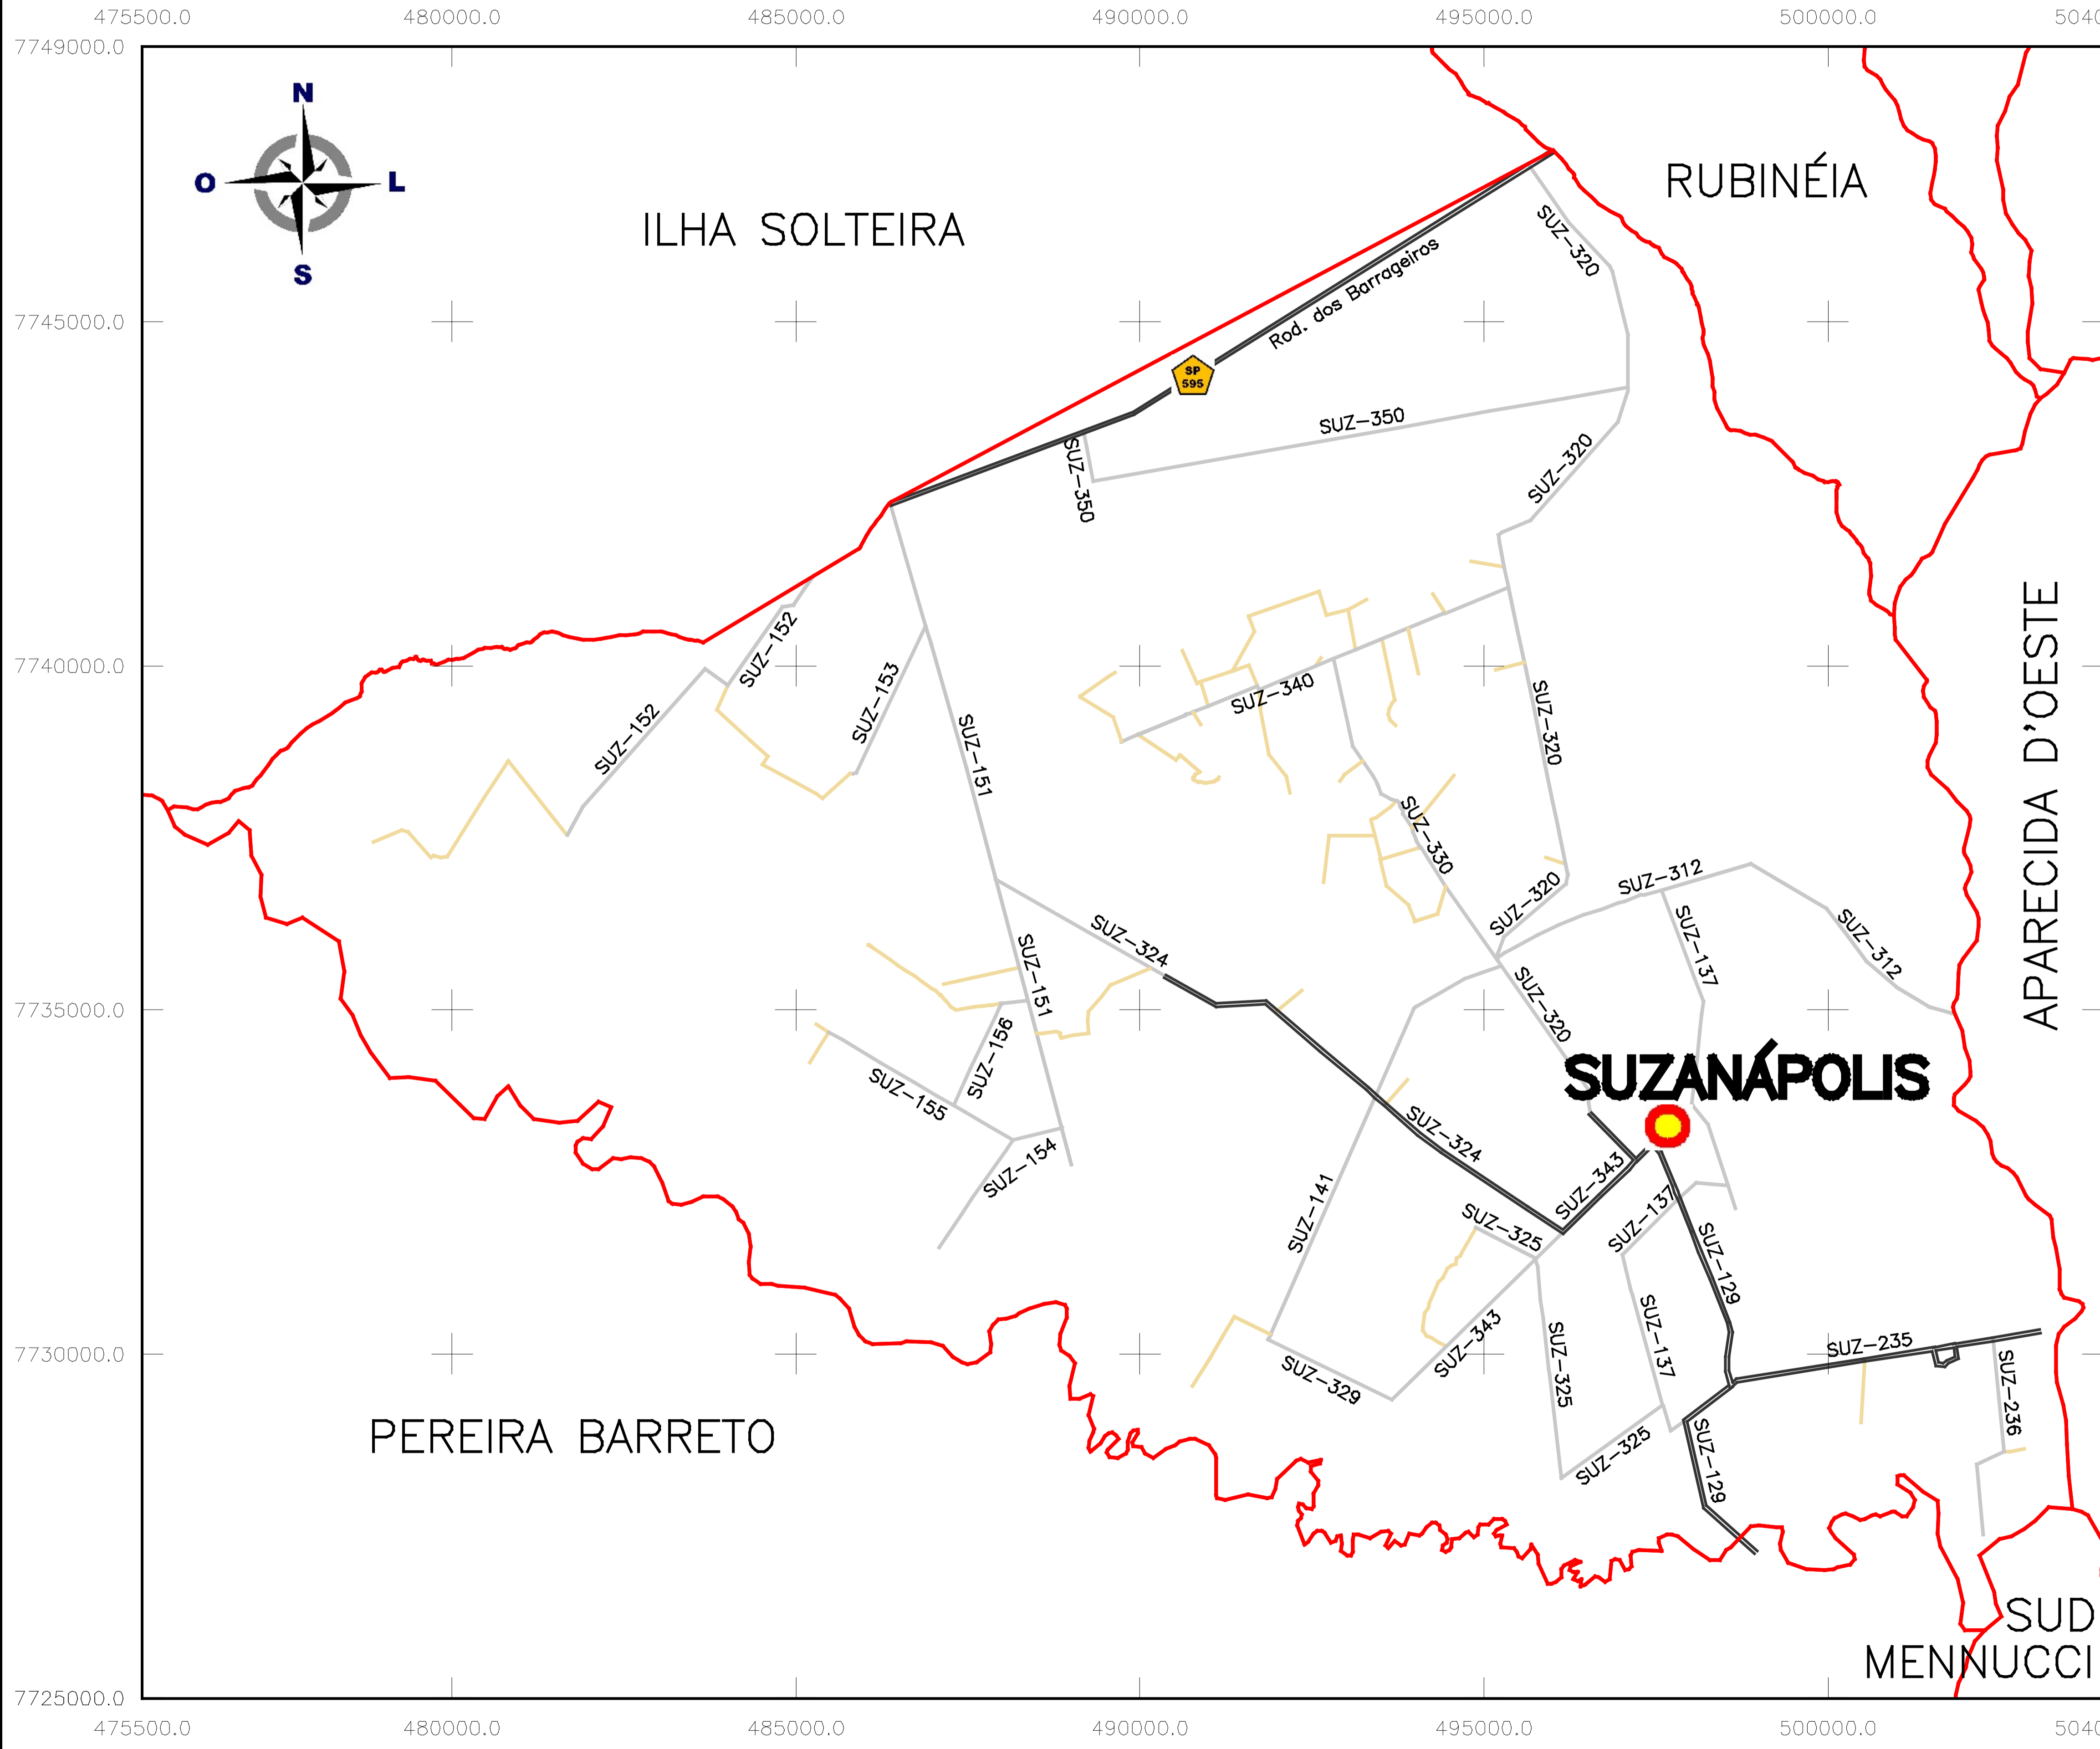 475500.0
480000.0
485000.0
490000.0
495000.0
500000.0
7749000.0
N
O
L
S
RUBINÉIA
ILHA SOLTEIRA
SUZ-320
Rod. dos Barrageiros
7745000.0
SP
595
SUZ-350
SUZ-350
SUZ-320
APARECIDA D'OESTE
7740000.0
SUZ-152
SUZ-152
SUZ-153
SUZ-151
SUZ-340
SUZ-320
SUZ-330
SUZ-320
SUZ-312
SUZ-312
SUZ-137
SUZ-324
SUZ-151
SUZ-320
7735000.0
SUZ-156
SUZ-155
SUZ-154
SUZANÁPOLIS
SUZ-324
SUZ-343
SUZ-141
SUZ-325
SUZ-137
SUZ-129
SUZ-137
SUZ-343
SUZ-325
SUZ-329
SUZ-235
SUZ-236
7730000.0
PEREIRA BARRETO
SUZ-325
SUZ-129
SUD
MENNUCCI
7725000.0
475500.0
480000.0
485000.0
490000.0
495000.0
500000.0